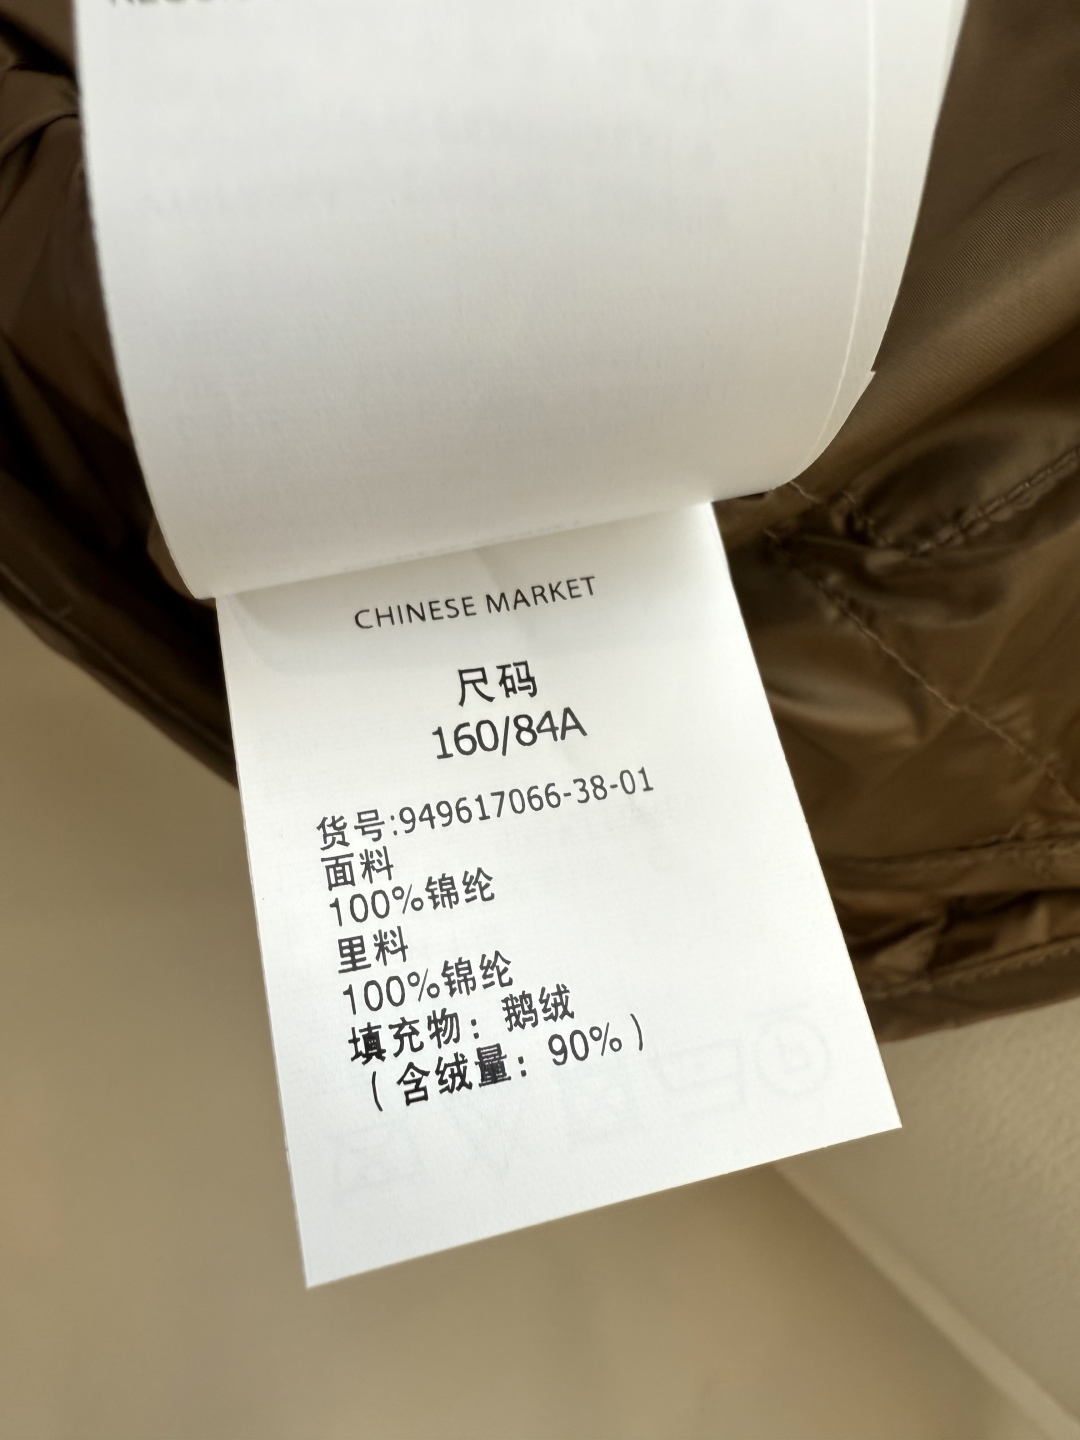 CHINESE MARKET
尺码
160/84A
货号:949617066-38-01
面料
100%锦纶
里料
100%锦纶
填充物：鹅绒
（含绒量：90%）